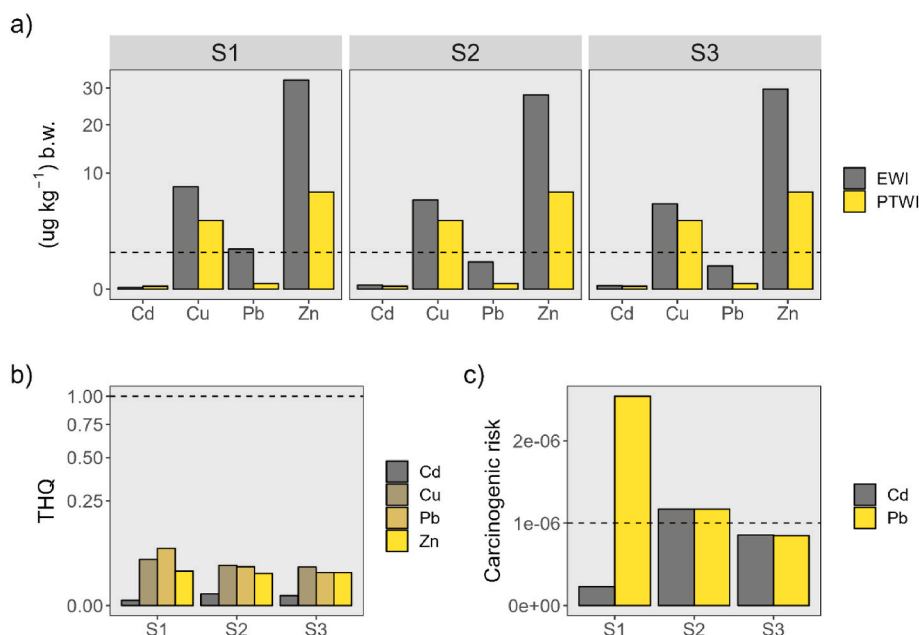 a)
S1 S2 S3
(ug kg⁻¹) b.w.
30
20
10
0
Cd Cu Pb Zn Cd Cu Pb Zn Cd Cu Pb Zn
EWI
PTWI
b)
THQ
1.00
0.75
0.50
0.25
0.00
S1 S2 S3
Cd
Cu
Pb
Zn
c)
Carcinogenic risk
2e-06
1e-06
0e+00
S1 S2 S3
Cd
Pb